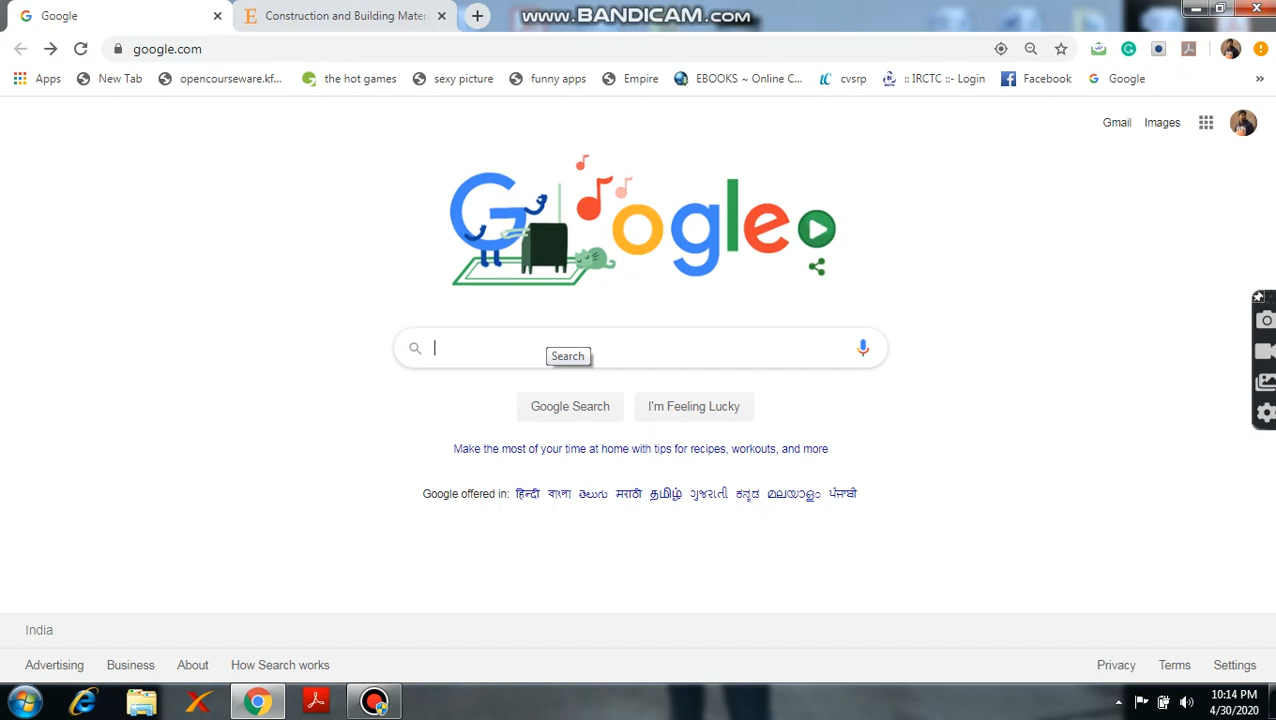 Google
Construction and Building Mater
www.BANDICAM.com
google.com
Apps
New Tab
opencourseware.kf...
the hot games
sexy picture
funny apps
Empire
EBOOKS ~ Online C...
cvsrp
:: IRCTC ::- Login
Facebook
Google
»
Gmail
Images
Google
Search
Google Search
I'm Feeling Lucky
Make the most of your time at home with tips for recipes, workouts, and more
Google offered in: हिन्दी বাংলা తెలుగు मराठी தமிழ் ગુજરાતી ಕನ್ನಡ മലയാളം ਪੰਜਾਬੀ
India
Advertising
Business
About
How Search works
Privacy
Terms
Settings
10:14 PM
4/30/2020